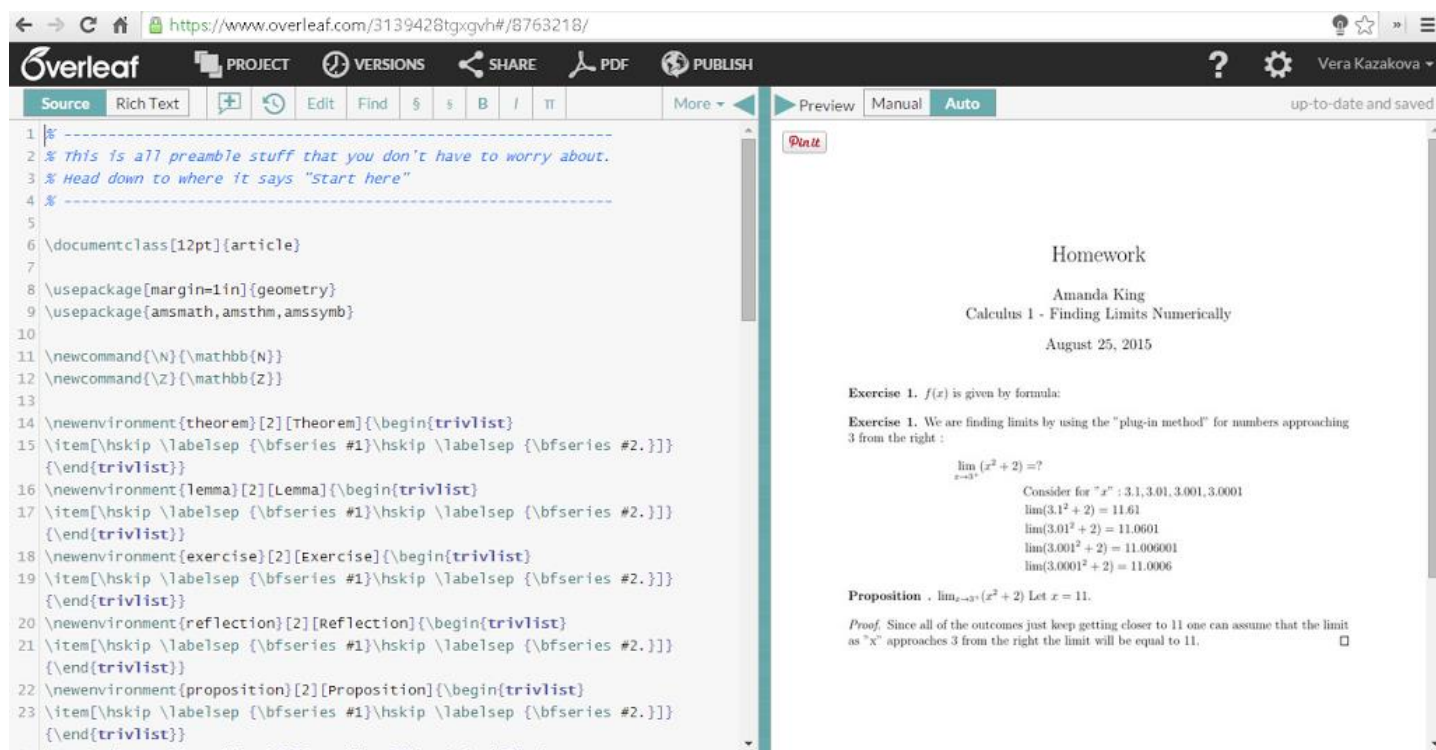 https://www.overleaf.com/3139428tgxgvh#/8763218/
Overleaf PROJECT VERSIONS SHARE PDF PUBLISH ? Vera Kazakova
Source Rich Text Edit Find § § B I π More
Preview Manual Auto up-to-date and saved
1 % -------------------------------------------------------------
2 % This is all preamble stuff that you don't have to worry about.
3 % Head down to where it says "Start here"
4 % -------------------------------------------------------------
5
6 \documentclass[12pt]{article}
7
8 \usepackage[margin=1in]{geometry}
9 \usepackage{amsmath,amsthm,amssymb}
10
11 \newcommand{\N}{\mathbb{N}}
12 \newcommand{\Z}{\mathbb{Z}}
13
14 \newenvironment{theorem}[2][Theorem]{\begin{trivlist}
15 \item[\hskip \labelsep {\bfseries #1}\hskip \labelsep {\bfseries #2.}]}
{\end{trivlist}}
16 \newenvironment{lemma}[2][Lemma]{\begin{trivlist}
17 \item[\hskip \labelsep {\bfseries #1}\hskip \labelsep {\bfseries #2.}]}
{\end{trivlist}}
18 \newenvironment{exercise}[2][Exercise]{\begin{trivlist}
19 \item[\hskip \labelsep {\bfseries #1}\hskip \labelsep {\bfseries #2.}]}
{\end{trivlist}}
20 \newenvironment{reflection}[2][Reflection]{\begin{trivlist}
21 \item[\hskip \labelsep {\bfseries #1}\hskip \labelsep {\bfseries #2.}]}
{\end{trivlist}}
22 \newenvironment{proposition}[2][Proposition]{\begin{trivlist}
23 \item[\hskip \labelsep {\bfseries #1}\hskip \labelsep {\bfseries #2.}]}
{\end{trivlist}}
Pin it
Homework
Amanda King
Calculus 1 - Finding Limits Numerically
August 25, 2015
Exercise 1. f(x) is given by formula:
Exercise 1. We are finding limits by using the "plug-in method" for numbers approaching
3 from the right :
lim (x² + 2) =?
x→3⁺
Consider for "x" : 3.1, 3.01, 3.001, 3.0001
lim(3.1² + 2) = 11.61
lim(3.01² + 2) = 11.0601
lim(3.001² + 2) = 11.006001
lim(3.0001² + 2) = 11.0006
Proposition . limₓ→₃⁺(x² + 2) Let x = 11.
Proof. Since all of the outcomes just keep getting closer to 11 one can assume that the limit
as "x" approaches 3 from the right the limit will be equal to 11. □